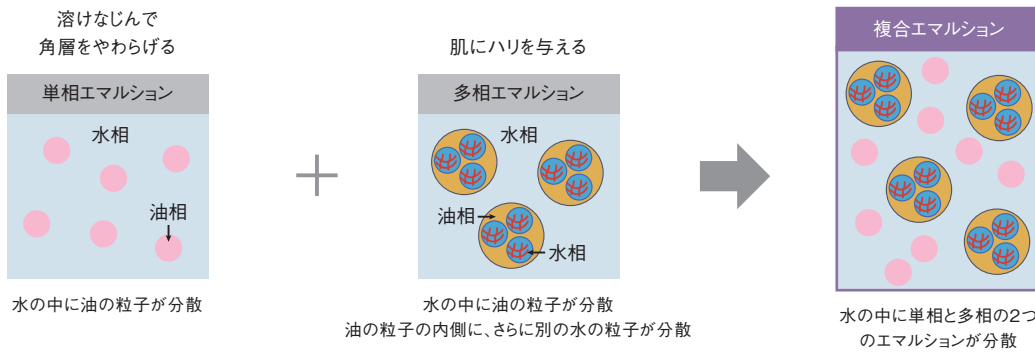 溶けなじんで
角層をやわらげる
単相エマルション
水相
油相
水の中に油の粒子が分散
肌にハリを与える
多相エマルション
水相
油相
水相
水の中に油の粒子が分散
油の粒子の内側に、さらに別の水の粒子が分散
複合エマルション
水の中に単相と多相の2つ
のエマルションが分散